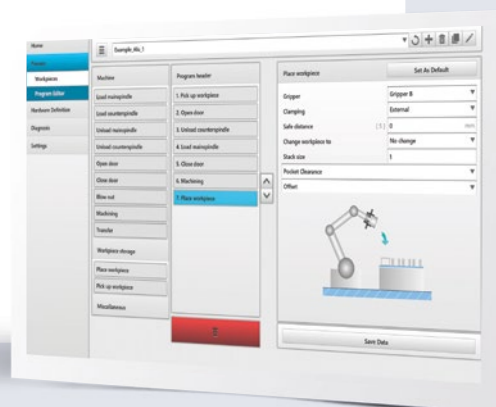 Home
Example_Mix_1
Process
Workpieces
Program Editor
Hardware Definition
Diagnosis
Settings
Machine
Load mainspindle
Load counterspindle
Unload mainspindle
Unload counterspindle
Open door
Close door
Blow out
Machining
Transfer
Workpiece storage
Place workpiece
Pick up workpiece
Miscellaneous
Program header
1. Pick up workpiece
2. Open door
3. Unload counterspindle
4. Load mainspindle
5. Close door
6. Machining
7. Place workpiece
Place workpiece
Set As Default
Gripper
Gripper B
Clamping
External
Safe distance
[ 5 ] 0 mm
Change workpiece to
No change
Stack size
1
Pocket Clearance
Offset
Save Data